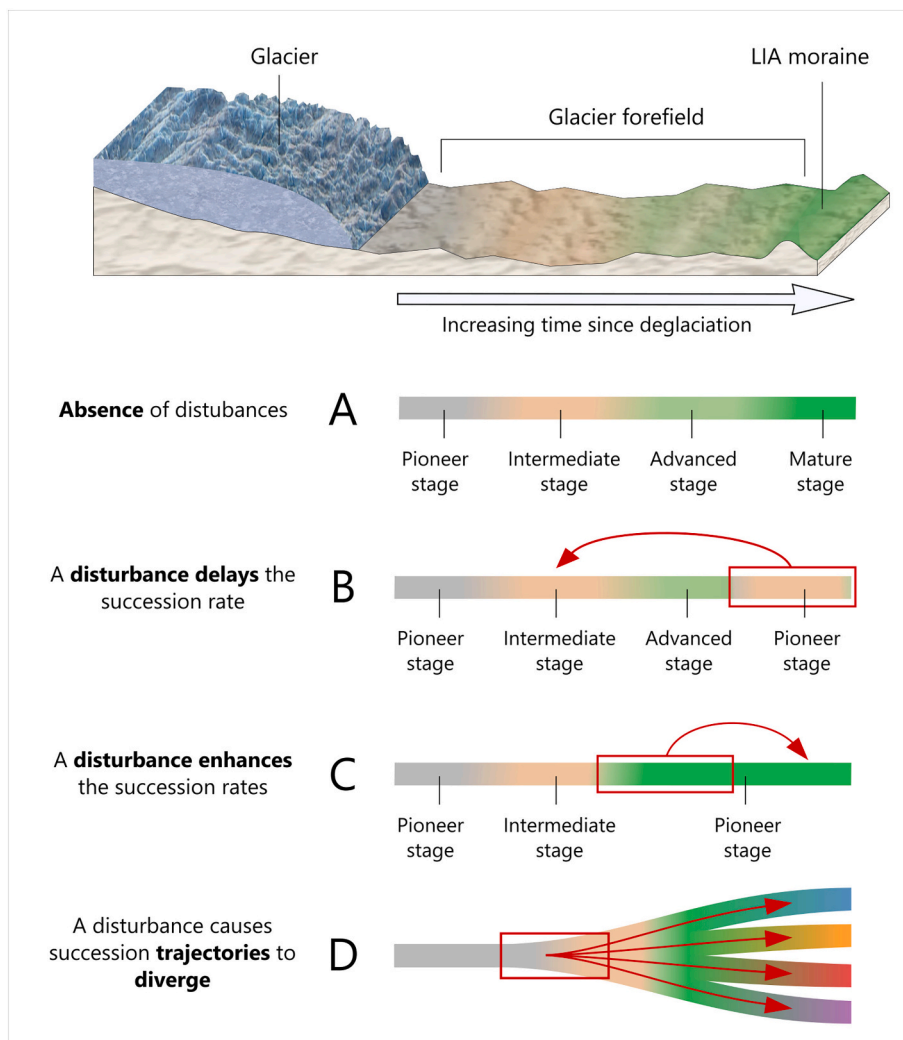 Glacier
LIA moraine
Glacier forefield
Increasing time since deglaciation
Absence of distubances
A
Pioneer
stage
Intermediate
stage
Advanced
stage
Mature
stage
A disturbance delays the
succession rate
B
Pioneer
stage
Intermediate
stage
Advanced
stage
Pioneer
stage
A disturbance enhances
the succession rates
C
Pioneer
stage
Intermediate
stage
Pioneer
stage
A disturbance causes
succession trajectories to
diverge
D